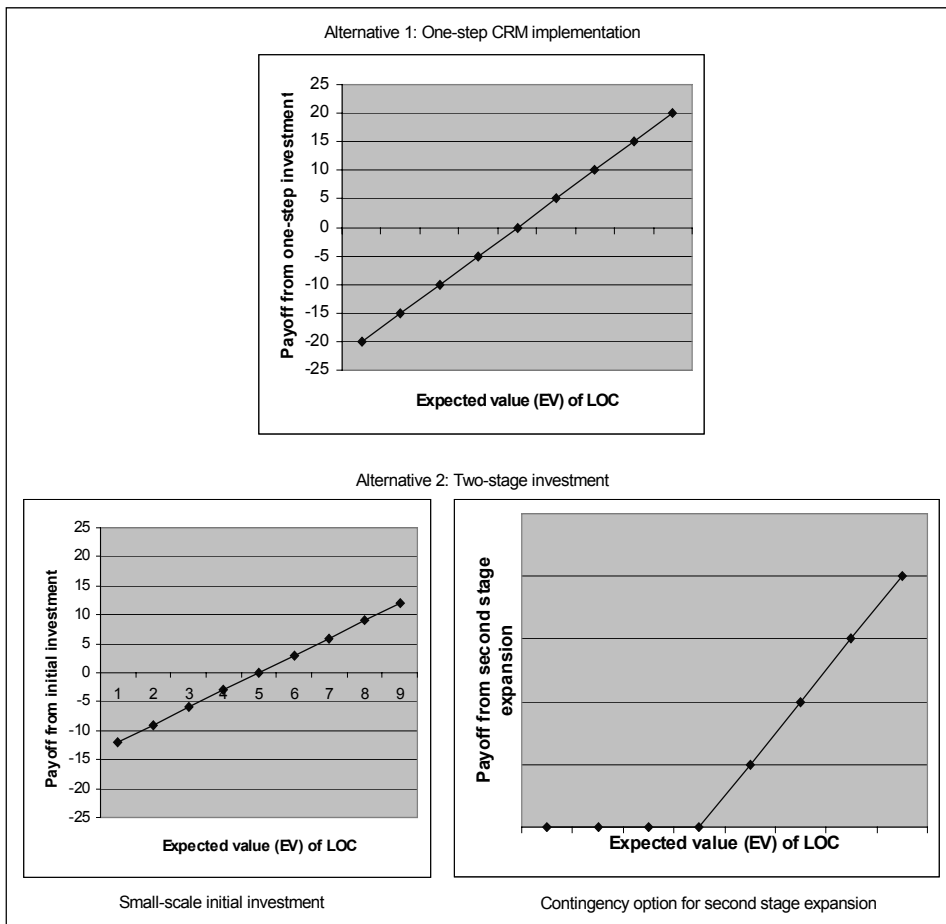 Alternative 1: One-step CRM implementation
Payoff from one-step investment
25
20
15
10
5
0
-5
-10
-15
-20
-25
Expected value (EV) of LOC
Alternative 2: Two-stage investment
Payoff from initial investment
25
20
15
10
5
0
-5
-10
-15
-20
-25
1 2 3 4 5 6 7 8 9
Expected value (EV) of LOC
Payoff from second stage
expansion
Expected value (EV) of LOC
Small-scale initial investment
Contingency option for second stage expansion